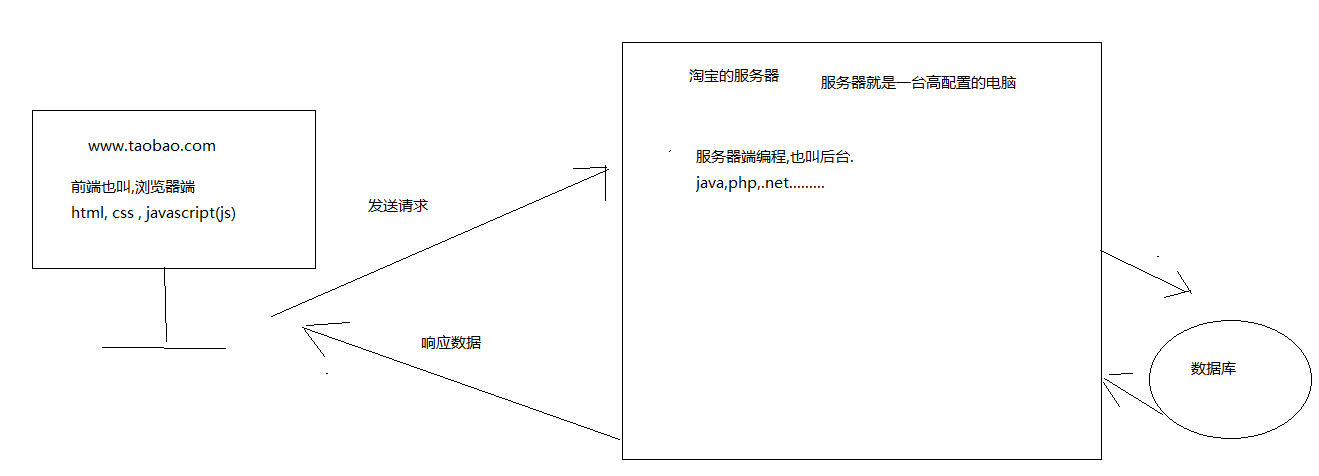 www.taobao.com
前端也叫,浏览器端
html, css , javascript(js)
发送请求
响应数据
淘宝的服务器
服务器就是一台高配置的电脑
服务器端编程,也叫后台.
java,php,.net.........
数据库